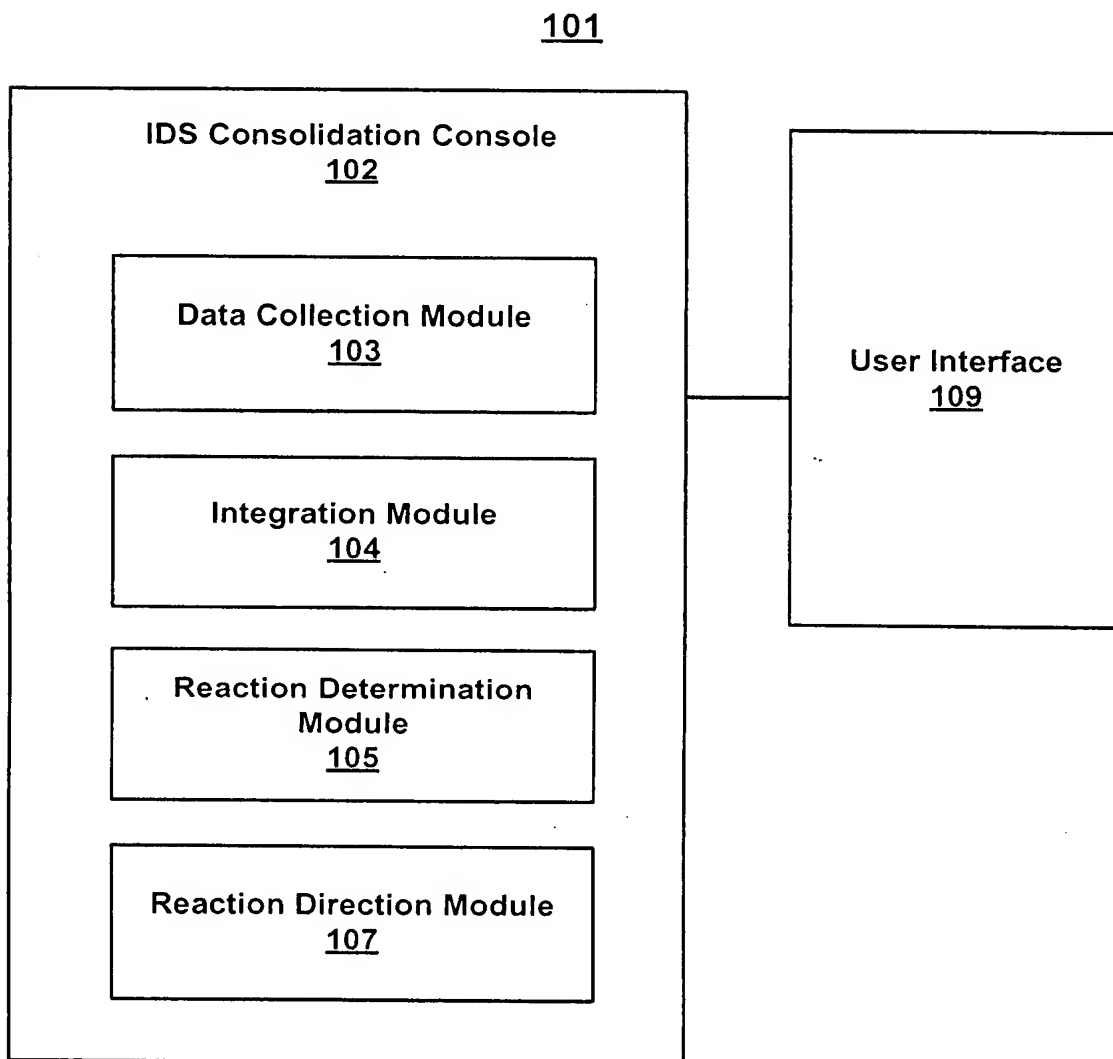 101
IDS Consolidation Console
102
Data Collection Module
103
Integration Module
104
Reaction Determination
Module
105
Reaction Direction Module
107
User Interface
109